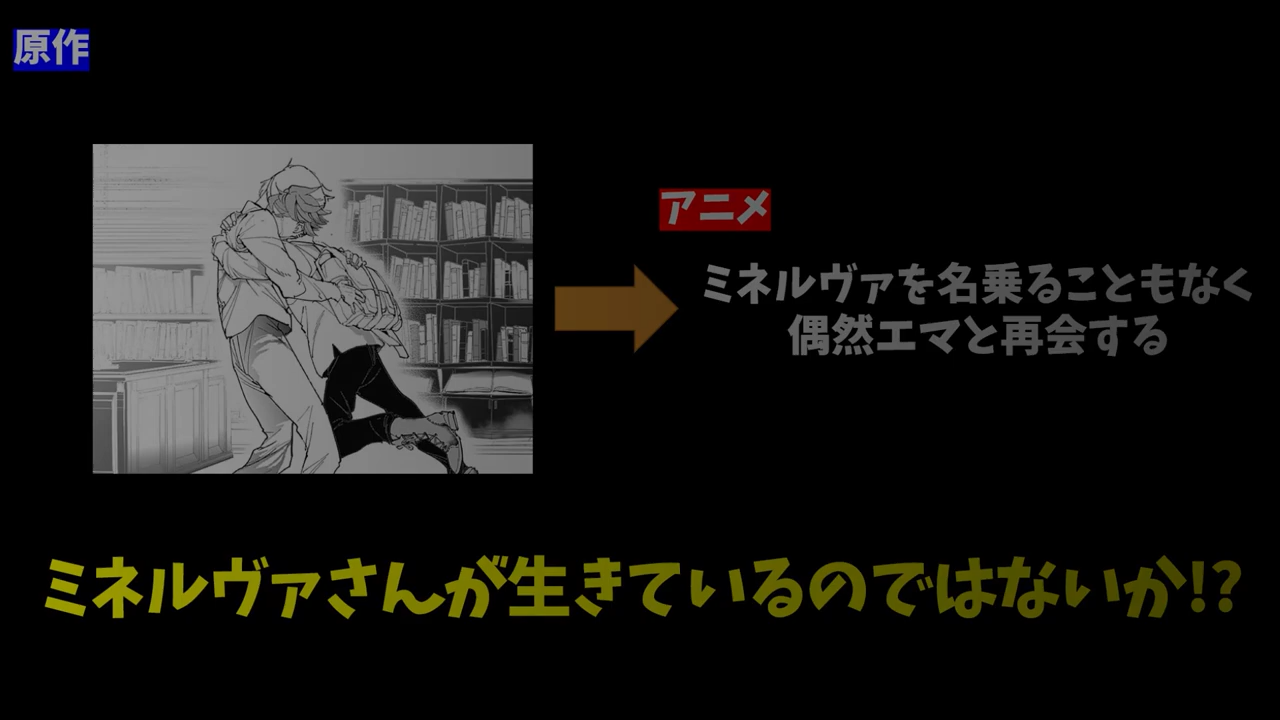 原作
アニメ
ミネルヴァを名乗ることもなく
偶然エマと再会する
ミネルヴァさんが生きているのではないか!?